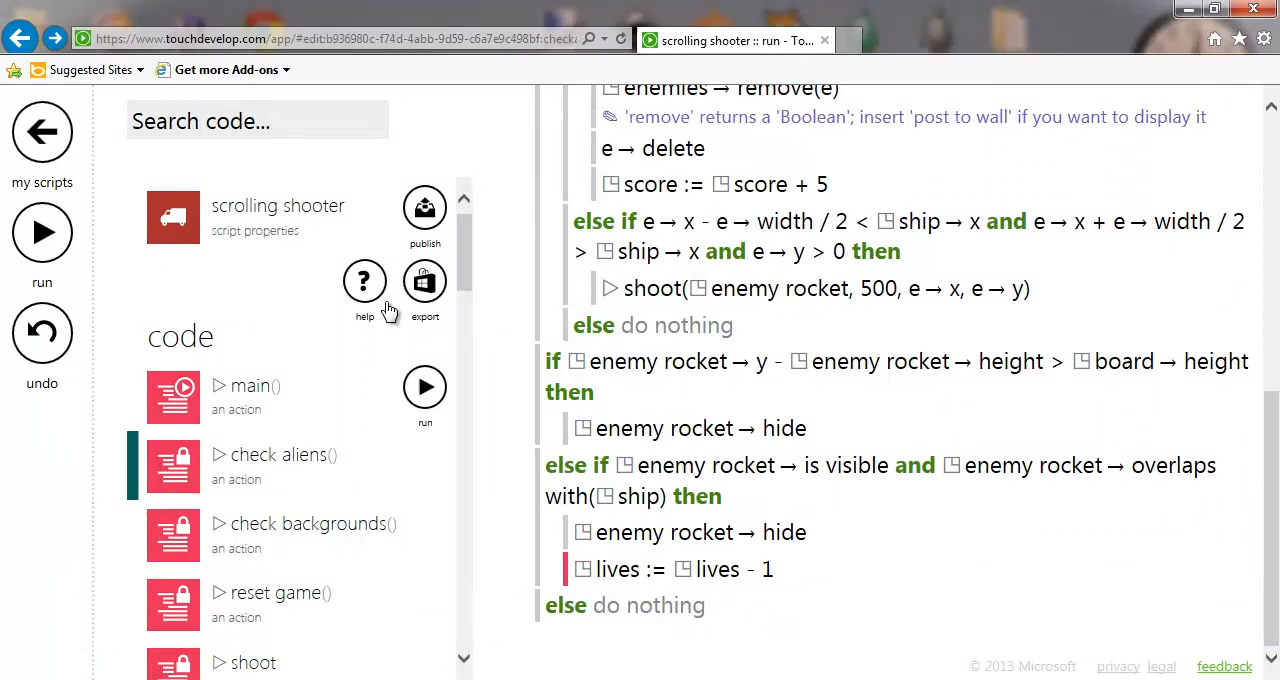 https://www.touchdevelop.com/app/#edit:b936980c-f74d-4abb-9d59-c6a7e9c498bf:checka
scrolling shooter :: run - To...
Suggested Sites
Get more Add-ons
my scripts
run
undo
Search code...
scrolling shooter
script properties
publish
help
export
code
main()
an action
run
check aliens()
an action
check backgrounds()
an action
reset game()
an action
shoot
enemies → remove(e)
'remove' returns a 'Boolean'; insert 'post to wall' if you want to display it
e → delete
score := score + 5
else if e → x - e → width / 2 < ship → x and e → x + e → width / 2
> ship → x and e → y > 0 then
shoot(enemy rocket, 500, e → x, e → y)
else do nothing
if enemy rocket → y - enemy rocket → height > board → height
then
enemy rocket → hide
else if enemy rocket → is visible and enemy rocket → overlaps
with(ship) then
enemy rocket → hide
lives := lives - 1
else do nothing
© 2013 Microsoft privacy legal feedback